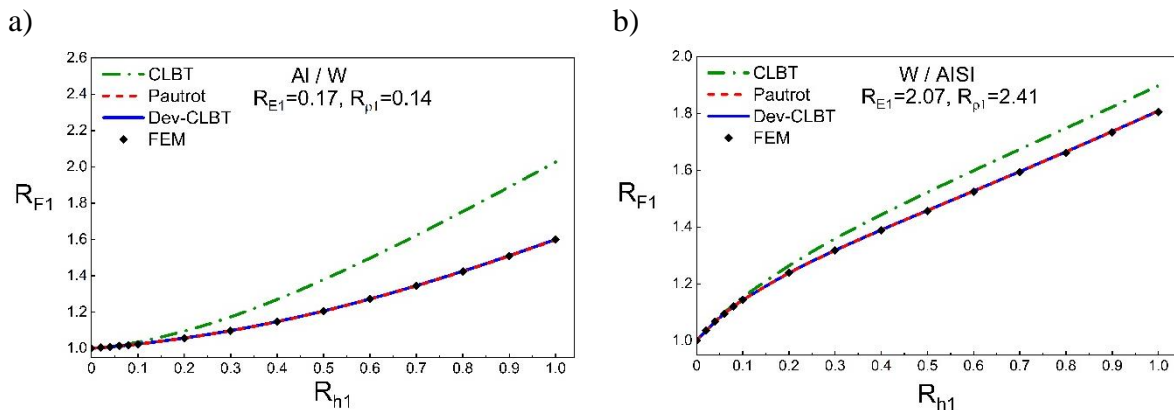 a)
2.6
2.4
2.2
2.0
1.8
1.6
1.4
1.2
1.0
R_F1
CLBT
Pautrot
Dev-CLBT
FEM
Al / W
R_E1=0.17, R_ρ1=0.14
0 0.1 0.2 0.3 0.4 0.5 0.6 0.7 0.8 0.9 1.0
R_h1
b)
2.0
1.8
1.6
1.4
1.2
1.0
R_F1
CLBT
Pautrot
Dev-CLBT
FEM
W / AISI
R_E1=2.07, R_ρ1=2.41
0 0.1 0.2 0.3 0.4 0.5 0.6 0.7 0.8 0.9 1.0
R_h1